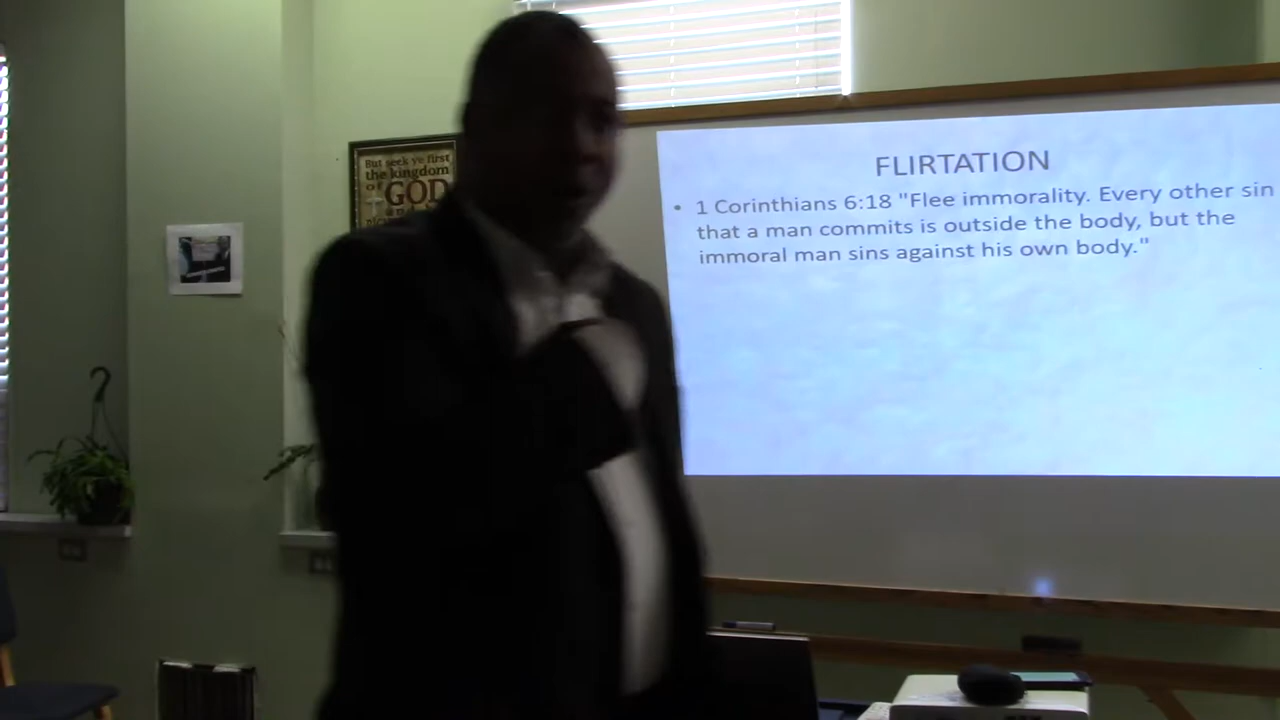 But seek ye first
the kingdom
of GOD
FLIRTATION
• 1 Corinthians 6:18 "Flee immorality. Every other sin
that a man commits is outside the body, but the
immoral man sins against his own body."